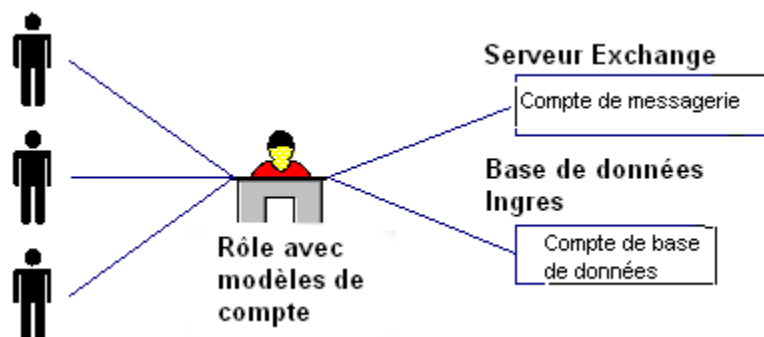 Serveur Exchange
Compte de messagerie
Base de données
Ingres
Compte de base
de données
Rôle avec
modèles de
compte